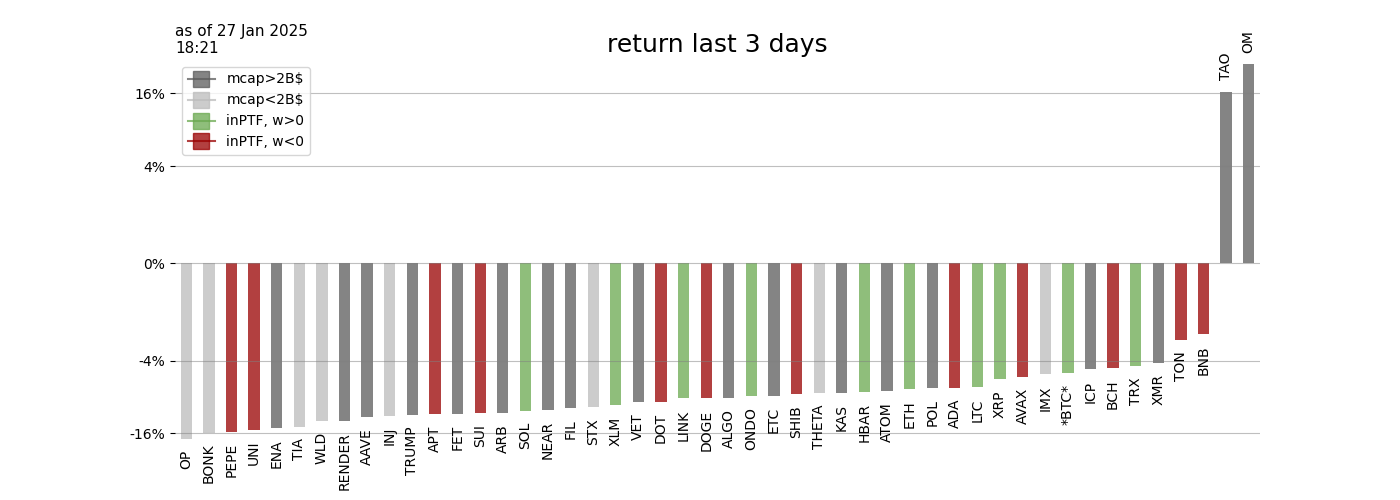 as of 27 Jan 2025
18:21
return last 3 days
mcap>2B$
mcap<2B$
inPTF, w>0
inPTF, w<0
16%
4%
0%
-4%
-16%
OP
BONK
PEPE
UNI
ENA
TIA
WLD
RENDER
AAVE
INJ
TRUMP
APT
FET
SUI
ARB
SOL
NEAR
FIL
STX
XLM
VET
DOT
LINK
DOGE
ALGO
ONDO
ETC
SHIB
THETA
KAS
HBAR
ATOM
ETH
POL
ADA
LTC
XRP
AVAX
IMX
*BTC*
ICP
BCH
TRX
XMR
TON
BNB
TAO
OM